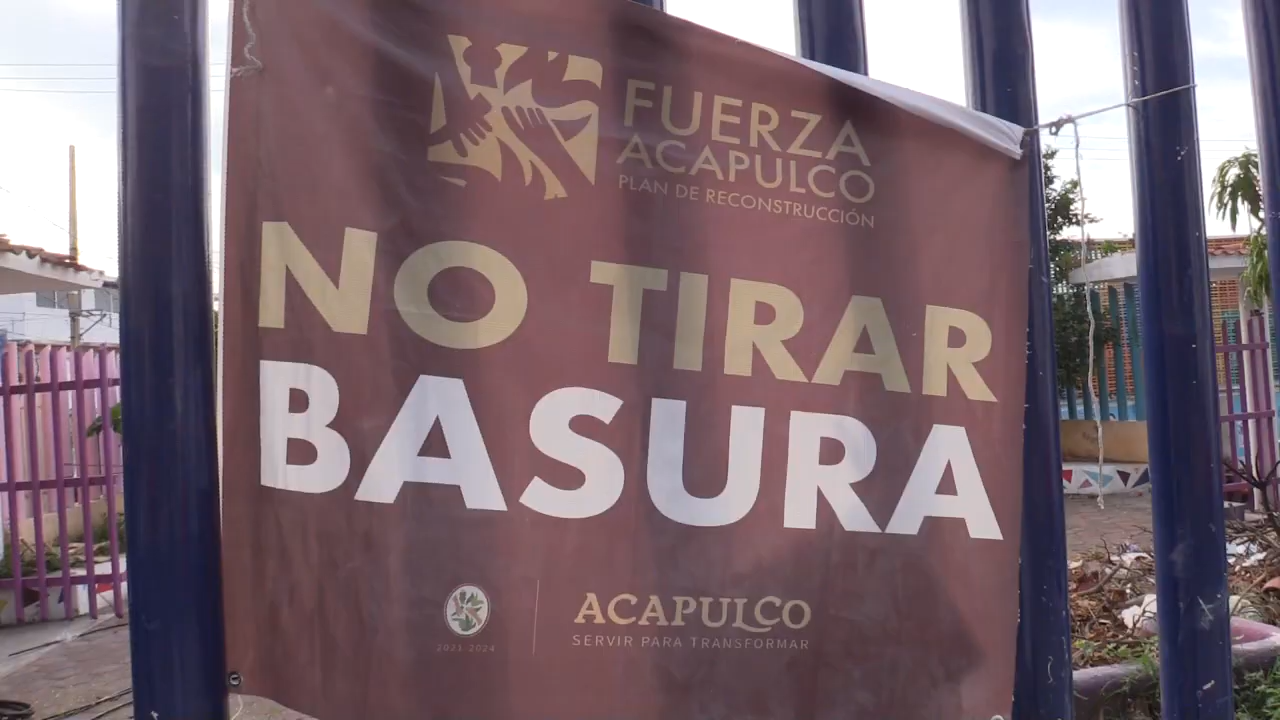 FUERZA
ACAPULCO
PLAN DE RECONSTRUCCIÓN
NO TIRAR
BASURA
2021-2024
ACAPULCO
SERVIR PARA TRANSFORMAR